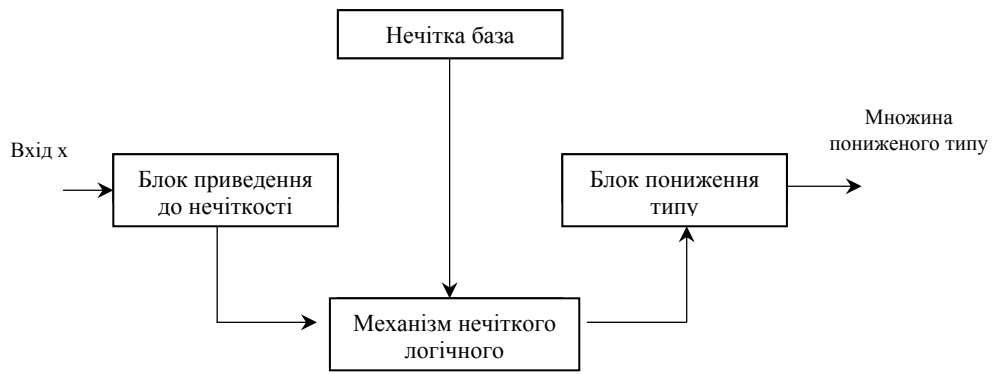 Нечітка база
Множина
пониженого типу
Вхід х
Блок приведення
до нечіткості
Блок пониження
типу
Механізм нечіткого
логічного